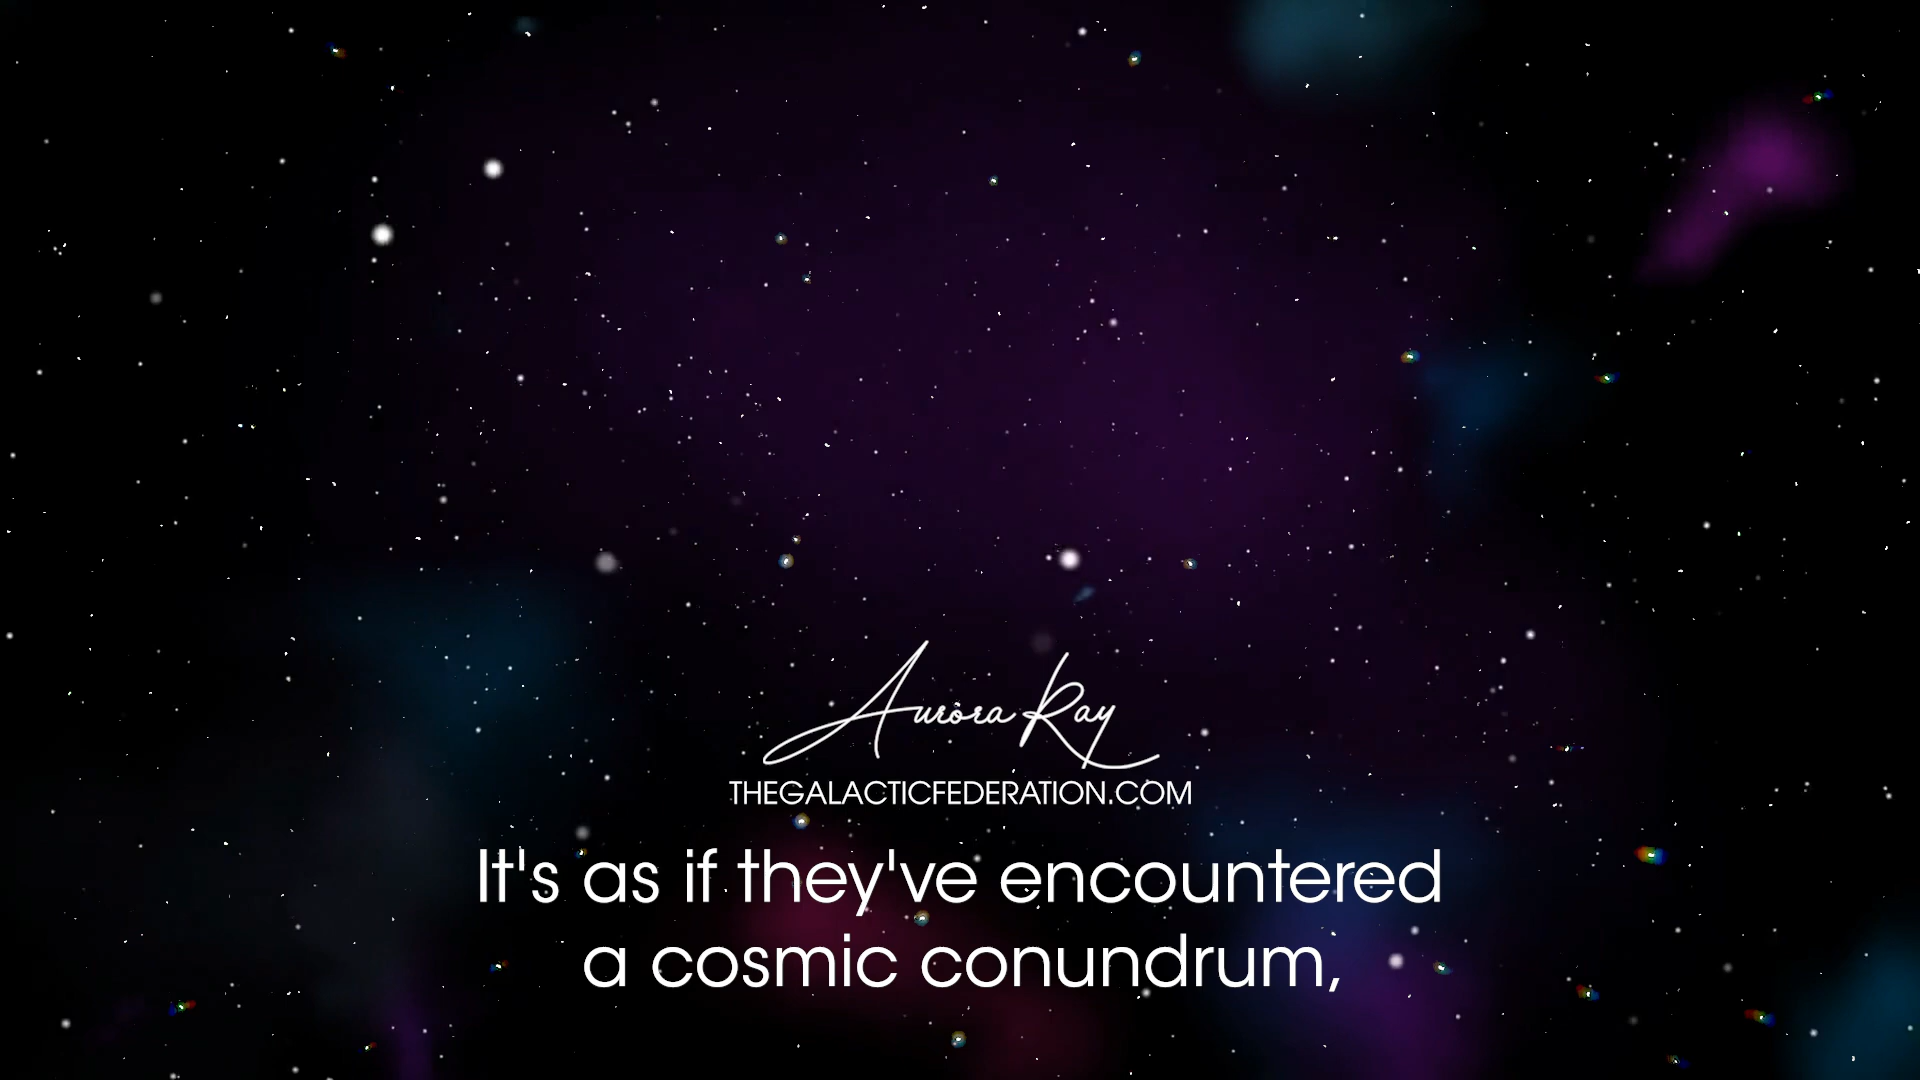 Aurora Ray
THEGALACTICFEDERATION.COM
It's as if they've encountered
a cosmic conundrum,